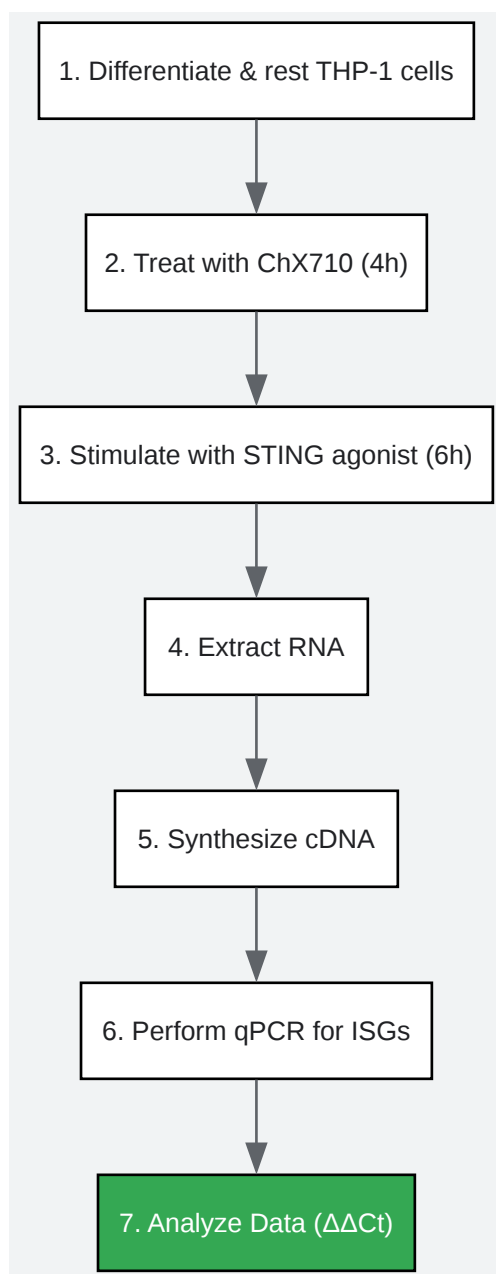 1. Differentiate & rest THP-1 cells
2. Treat with ChX710 (4h)
3. Stimulate with STING agonist (6h)
4. Extract RNA
5. Synthesize cDNA
6. Perform qPCR for ISGs
7. Analyze Data (ΔΔCt)